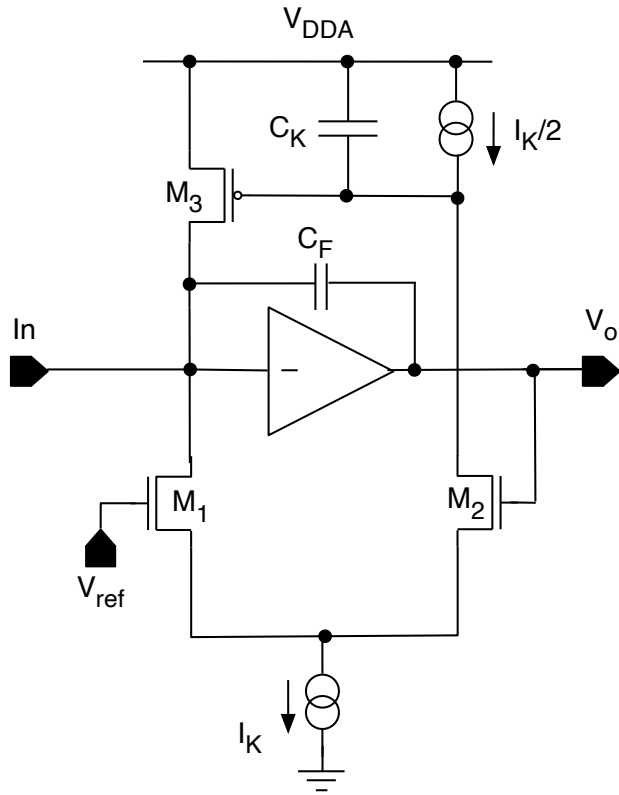 V_DDA
C_K
I_K/2
M_3
C_F
In
V_o
−
M_1
M_2
V_ref
I_K